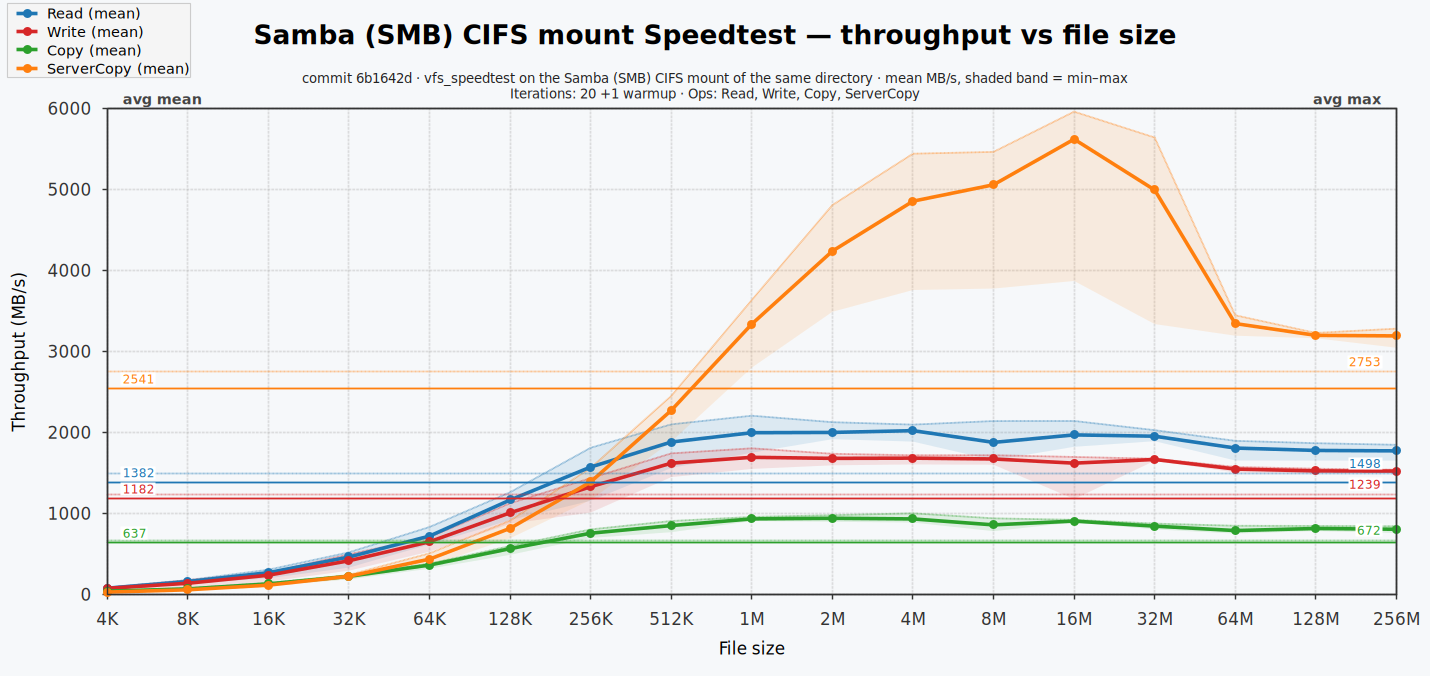 Read (mean)
Write (mean)
Copy (mean)
ServerCopy (mean)
Samba (SMB) CIFS mount Speedtest — throughput vs file size
commit 6b1642d · vfs_speedtest on the Samba (SMB) CIFS mount of the same directory · mean MB/s, shaded band = min–max
Iterations: 20 +1 warmup · Ops: Read, Write, Copy, ServerCopy
avg mean
avg max
6000
5000
4000
3000
2000
1000
0
Throughput (MB/s)
2541
1382
1182
637
2753
1498
1239
672
4K 8K 16K 32K 64K 128K 256K 512K 1M 2M 4M 8M 16M 32M 64M 128M 256M
File size